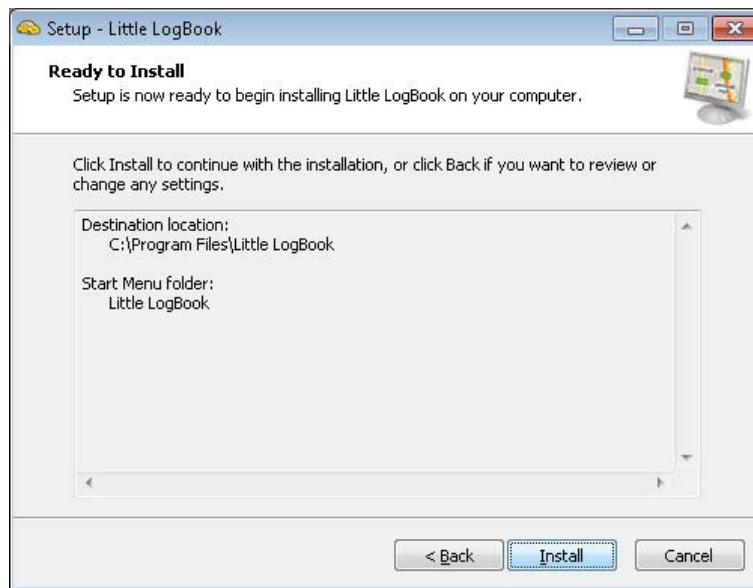 Setup - Little LogBook
Ready to Install
Setup is now ready to begin installing Little LogBook on your computer.
Click Install to continue with the installation, or click Back if you want to review or
change any settings.
Destination location:
C:\Program Files\Little LogBook
Start Menu folder:
Little LogBook
< Back
Install
Cancel